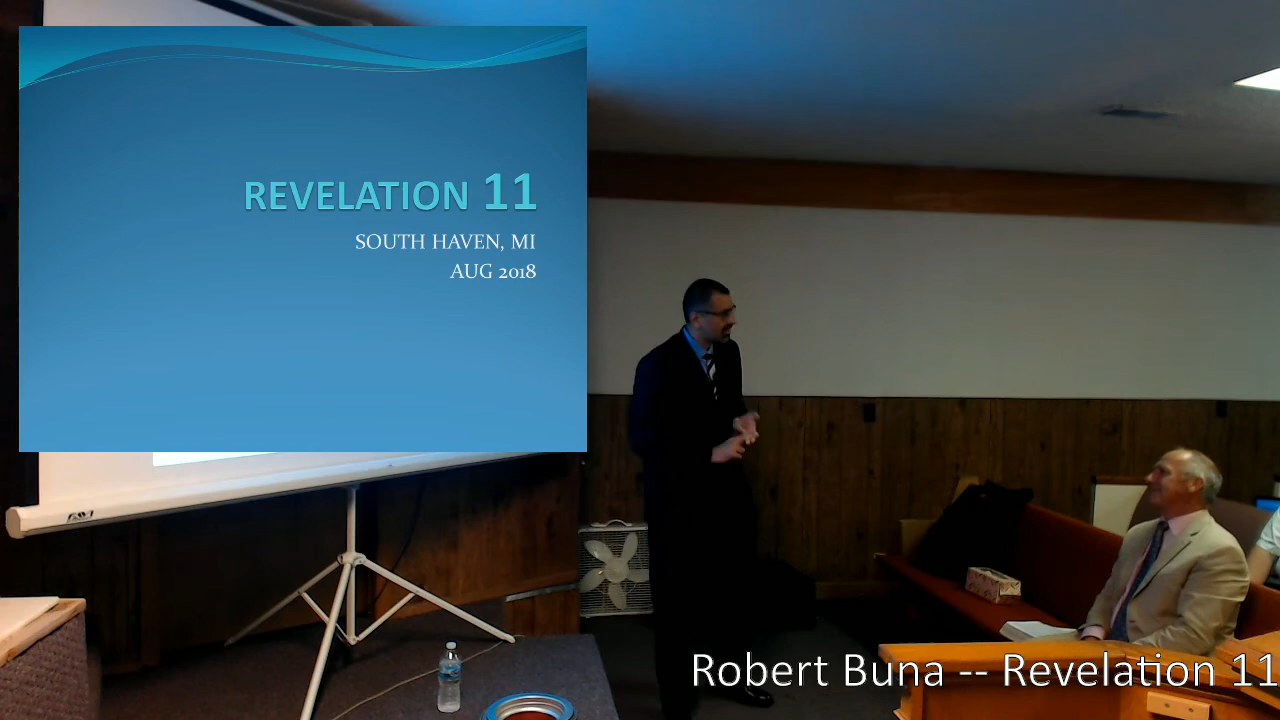 REVELATION 11
SOUTH HAVEN, MI
AUG 2018
Robert Buna -- Revelation 11